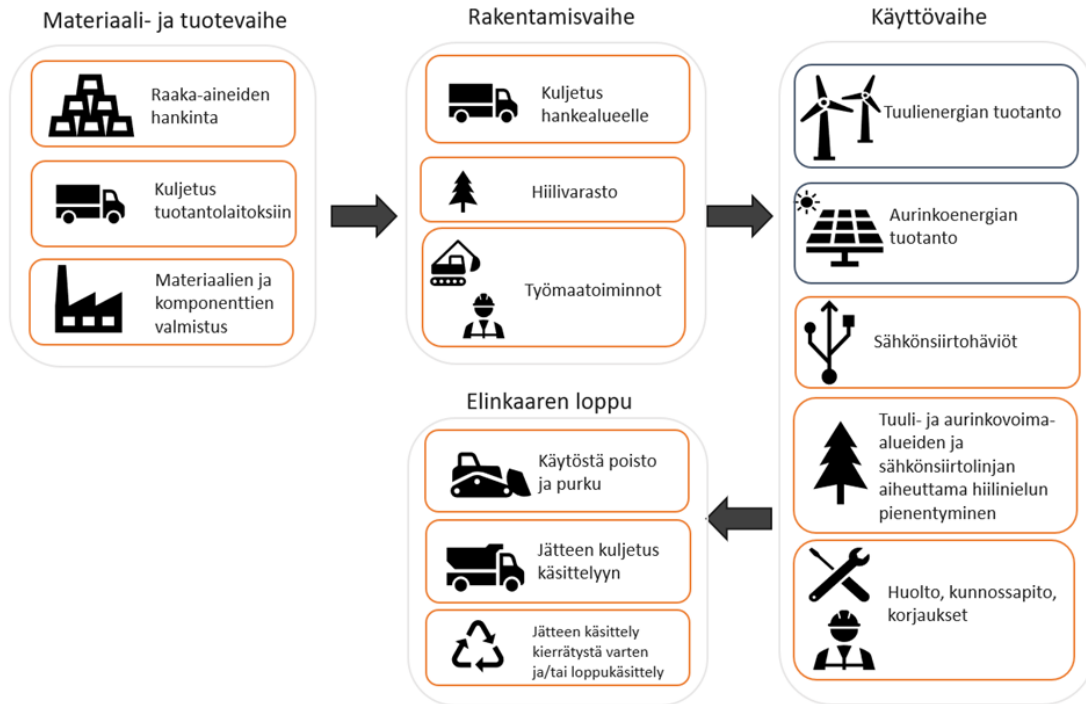 Materiaali- ja tuotevaihe
Raaka-aineiden
hankinta
Kuljetus
tuotantolaitoksiin
Materiaalien ja
komponenttien
valmistus
Rakentamisvaihe
Kuljetus
hankealueelle
Hiilivarasto
Työmaatoiminnot
Käyttövaihe
Tuulienergian tuotanto
Aurinkoenergian
tuotanto
Sähkönsiirtohäviöt
Tuuli- ja aurinkovoima-
alueiden ja
sähkönsiirtolinjan
aiheuttama hiilinielun
pienentyminen
Huolto, kunnossapito,
korjaukset
Elinkaaren loppu
Käytöstä poisto
ja purku
Jätteen kuljetus
käsittelyyn
Jätteen käsittely
kierrätystä varten
ja/tai loppukäsittely